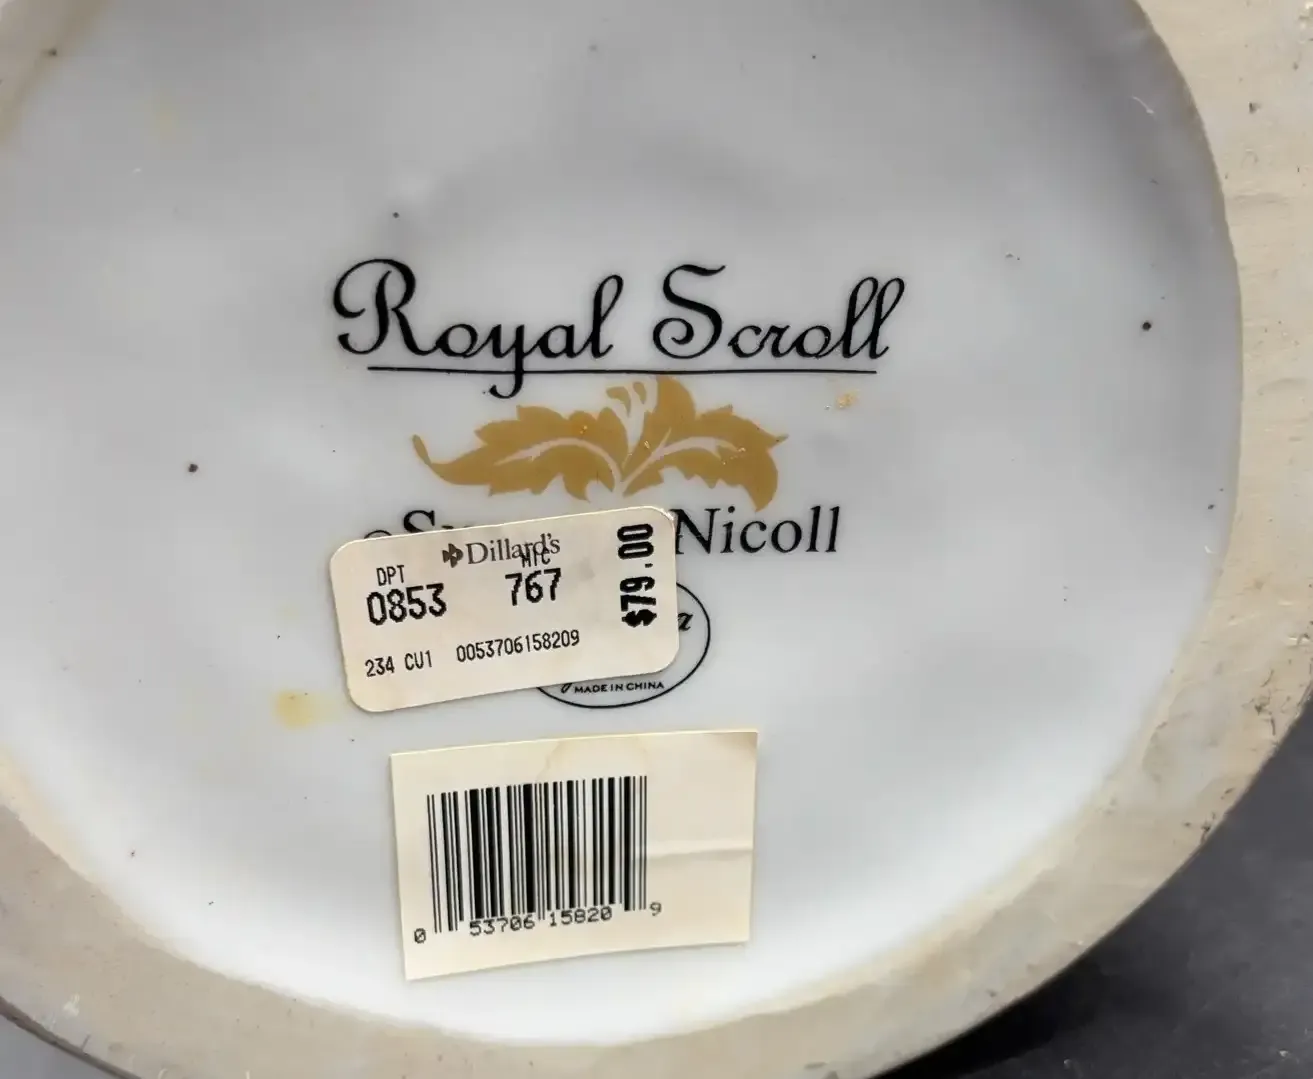 Royal Scroll
Nicoll
Dillard's
DPT MFC
0853 767
$79.00
234 CU1 0053706158209
MADE IN CHINA
0 53706 15820 9